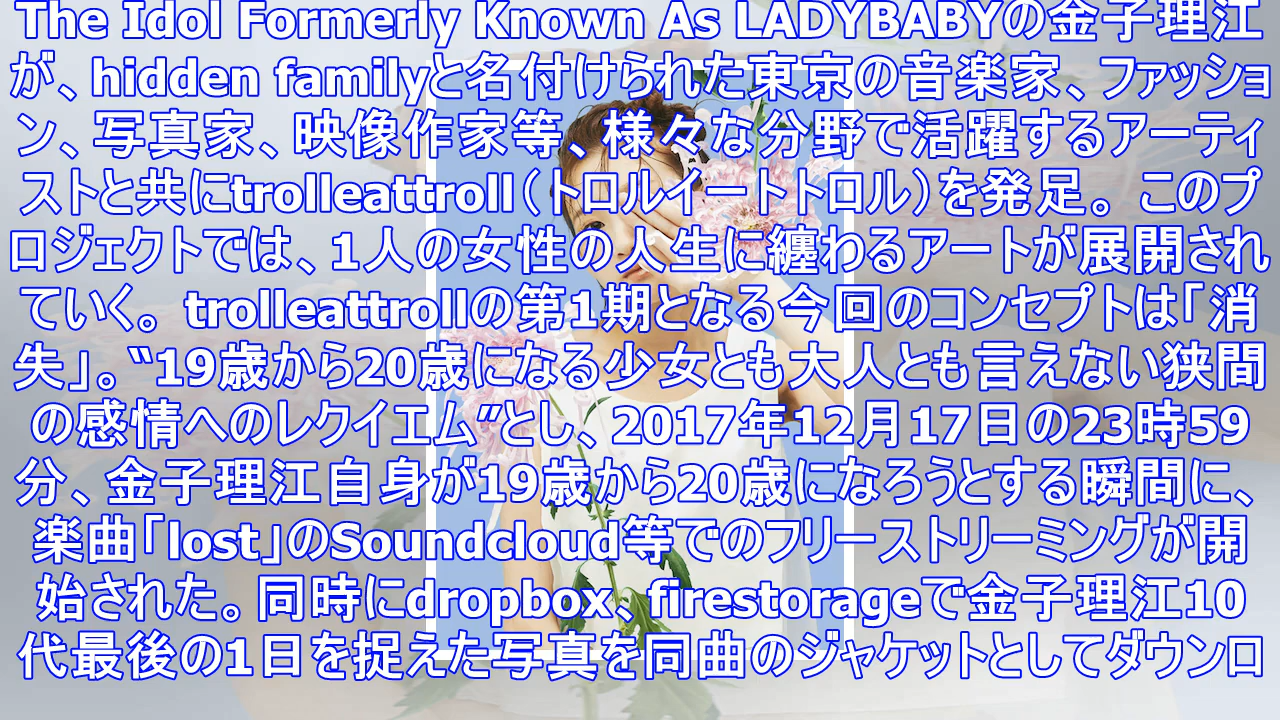 The Idol Formerly Known As LADYBABYの金子理江
が、hidden familyと名付けられた東京の音楽家、ファッショ
ン、写真家、映像作家等、様々な分野で活躍するアーティ
ストと共にtrolleattroll（トロルイートトロル）を発足。このプ
ロジェクトでは、1人の女性の人生に纏わるアートが展開され
ていく。trolleattrollの第1期となる今回のコンセプトは「消
失」。“19歳から20歳になる少女とも大人とも言えない狭間
の感情へのレクイエム”とし、2017年12月17日の23時59
分、金子理江自身が19歳から20歳になろうとする瞬間に、
楽曲「lost」のSoundcloud等でのフリーストリーミングが開
始された。同時にdropbox、firestorageで金子理江10
代最後の1日を捉えた写真を同曲のジャケットとしてダウンロ